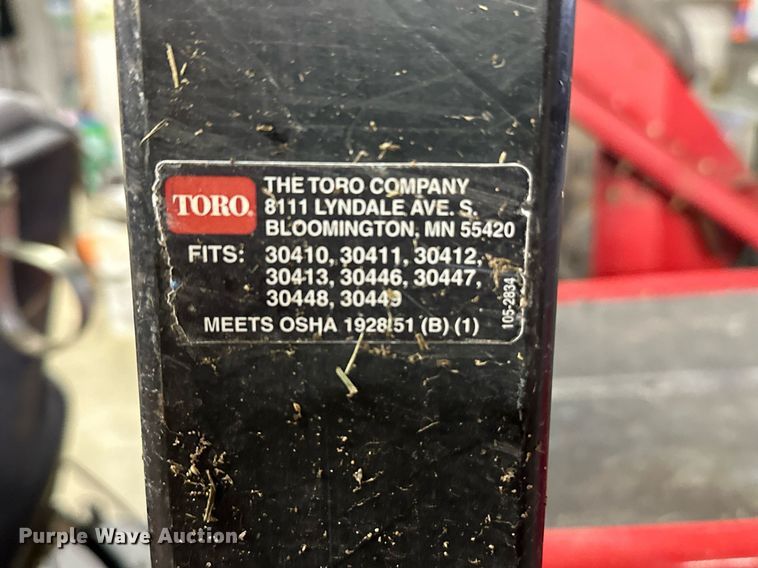 TORO
THE TORO COMPANY
8111 LYNDALE AVE. S.
BLOOMINGTON, MN 55420
FITS: 30410, 30411, 30412,
30413, 30446, 30447,
30448, 30449
MEETS OSHA 1928.51 (B) (1)
105-2834
Purple Wave Auction